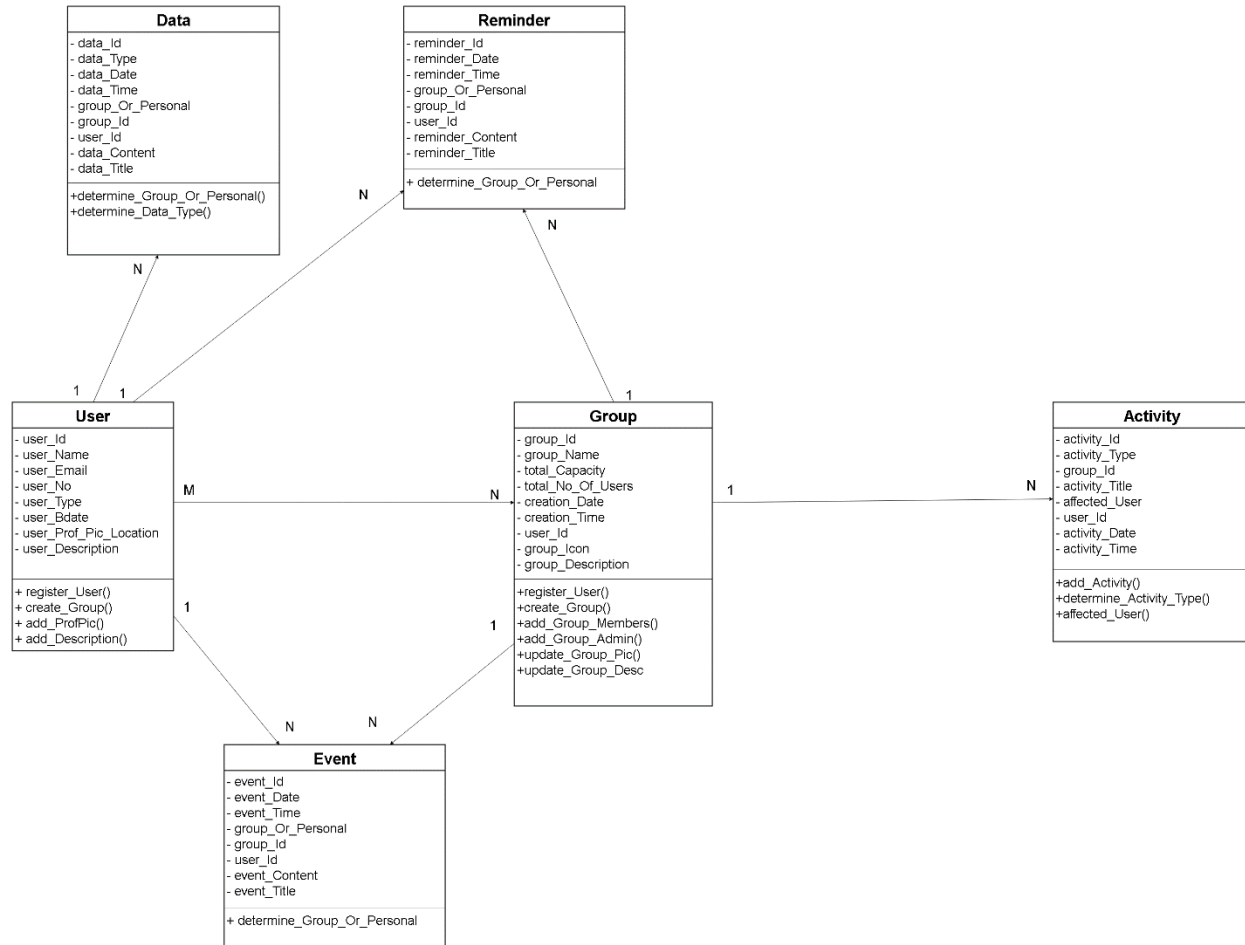 Data
- data_Id
- data_Type
- data_Date
- data_Time
- group_Or_Personal
- group_Id
- user_Id
- data_Content
- data_Title
+determine_Group_Or_Personal()
+determine_Data_Type()
Reminder
- reminder_Id
- reminder_Date
- reminder_Time
- group_Or_Personal
- group_Id
- user_Id
- reminder_Content
- reminder_Title
+ determine_Group_Or_Personal
N
N
N
1
1
1
User
- user_Id
- user_Name
- user_Email
- user_No
- user_Type
- user_Bdate
- user_Prof_Pic_Location
- user_Description
+ register_User()
+ create_Group()
+ add_ProfPic()
+ add_Description()
M
N
Group
- group_Id
- group_Name
- total_Capacity
- total_No_Of_Users
- creation_Date
- creation_Time
- user_Id
- group_Icon
- group_Description
+register_User()
+create_Group()
+add_Group_Members()
+add_Group_Admin()
+update_Group_Pic()
+update_Group_Desc
1
N
Activity
- activity_Id
- activity_Type
- group_Id
- activity_Title
- affected_User
- user_Id
- activity_Date
- activity_Time
+add_Activity()
+determine_Activity_Type()
+affected_User()
1
1
N
N
Event
- event_Id
- event_Date
- event_Time
- group_Or_Personal
- group_Id
- user_Id
- event_Content
- event_Title
+ determine_Group_Or_Personal